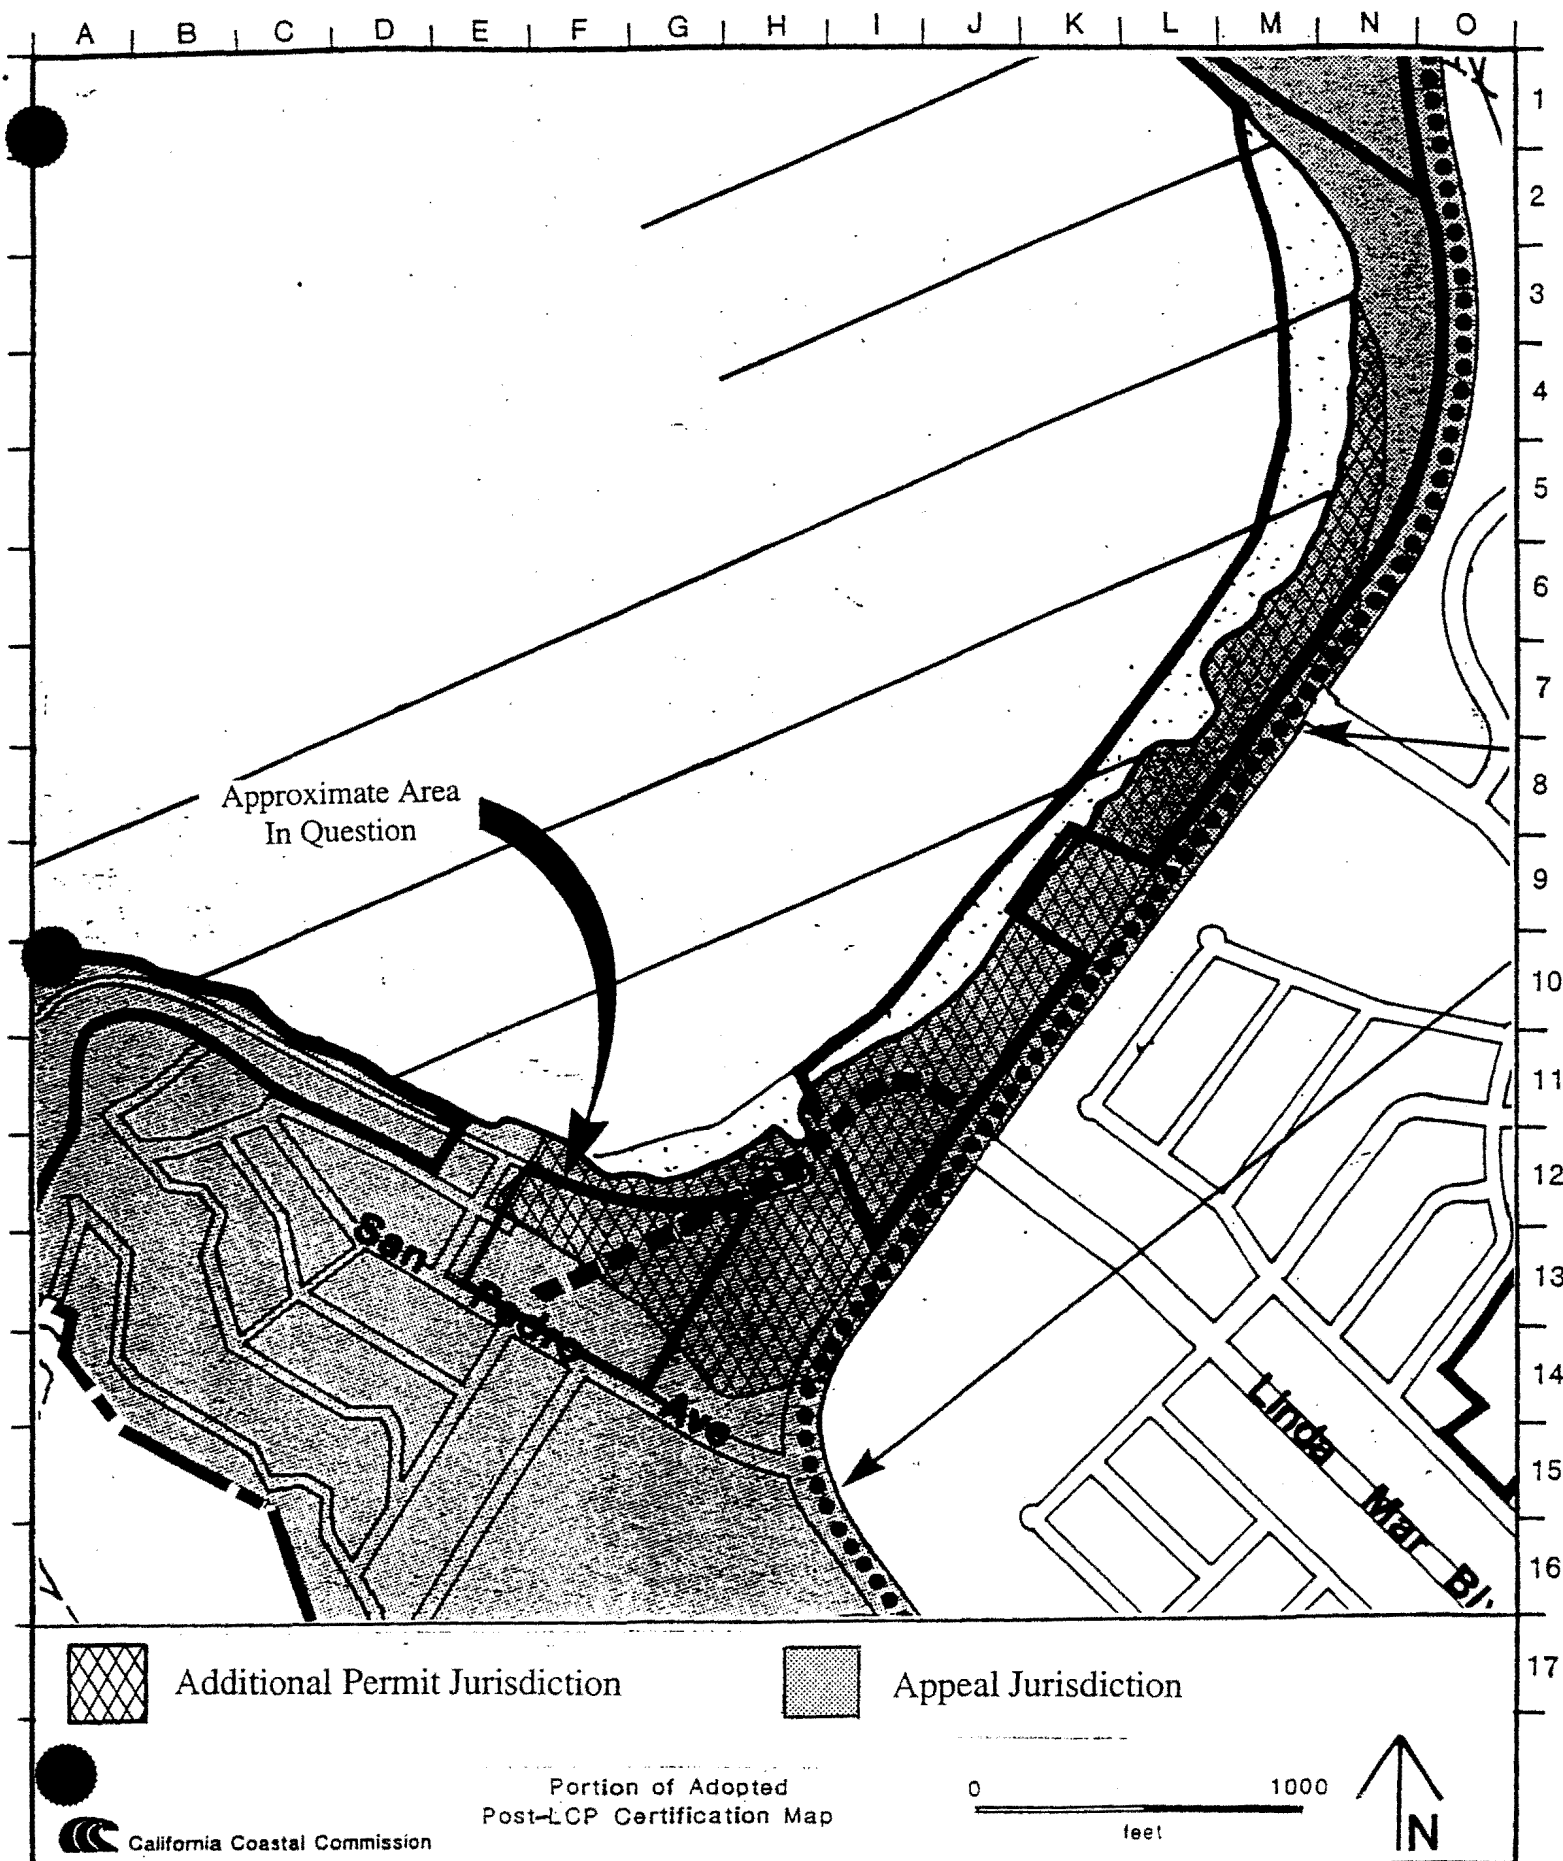 A B C D E F G H I J K L M N O
1
2
3
4
5
6
7
8
9
10
11
12
13
14
15
16
17
Approximate Area
In Question
San Pedro Ave
Linda Mar Bl.
Additional Permit Jurisdiction
Appeal Jurisdiction
Portion of Adopted
Post-LCP Certification Map
California Coastal Commission
0 1000
feet
N